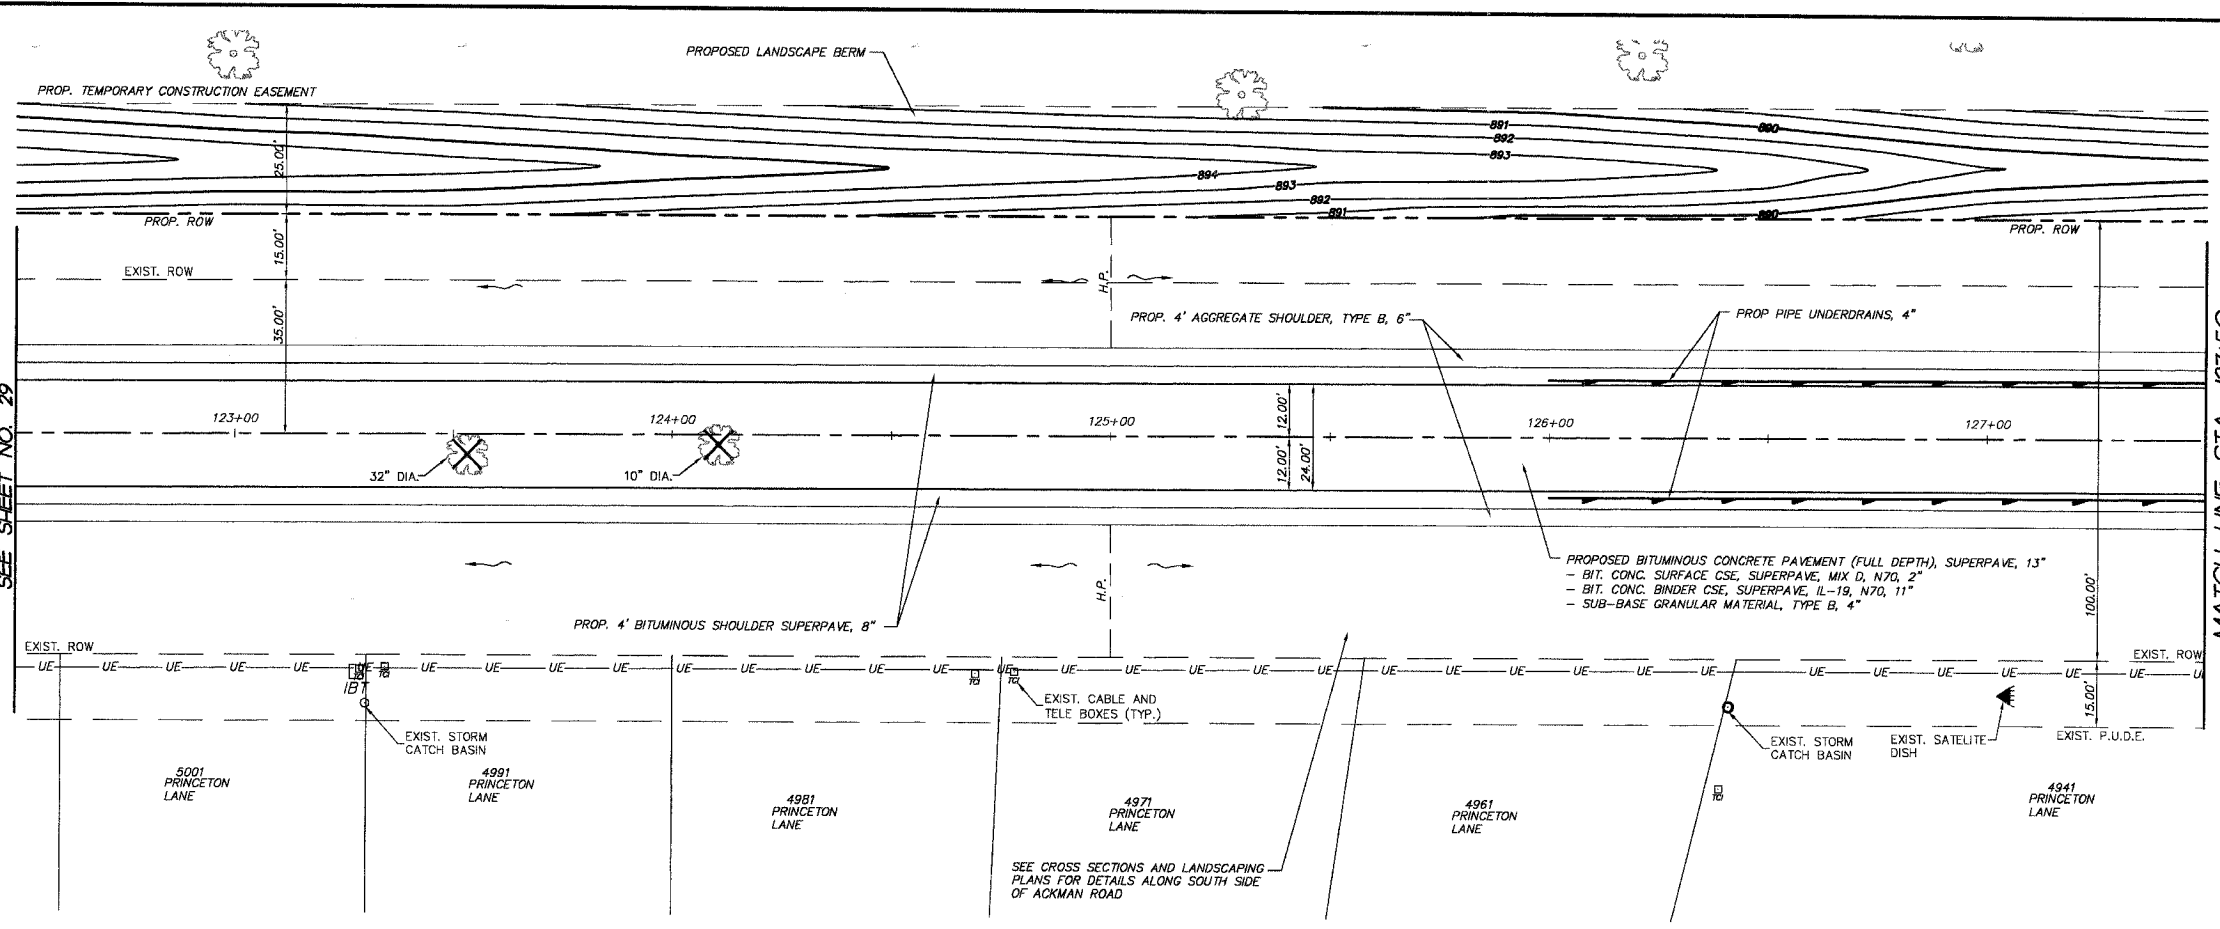 PROPOSED LANDSCAPE BERM
PROP. TEMPORARY CONSTRUCTION EASEMENT
25.00'
891
892
893
890
894
893
892
891
890
PROP. ROW
PROP. ROW
15.00'
EXIST. ROW
H.P.
35.00'
PROP. 4' AGGREGATE SHOULDER, TYPE B, 6"
PROP PIPE UNDERDRAINS, 4"
SEE SHEET NO. 29
123+00
124+00
125+00
126+00
127+00
12.00'
12.00'
24.00'
32" DIA.
10" DIA.
PROPOSED BITUMINOUS CONCRETE PAVEMENT (FULL DEPTH), SUPERPAVE, 13"
- BIT. CONC. SURFACE CSE, SUPERPAVE, MIX D, N70, 2"
- BIT. CONC. BINDER CSE, SUPERPAVE, IL-19, N70, 11"
- SUB-BASE GRANULAR MATERIAL, TYPE B, 4"
100.00'
H.P.
PROP. 4' BITUMINOUS SHOULDER SUPERPAVE, 8"
EXIST. ROW
EXIST. ROW
UE UE UE UE UE UE UE UE UE UE UE UE UE UE UE UE UE UE UE UE UE UE UE UE UE UE UE UE UE UE UE UE UE UE
IBT
EXIST. CABLE AND
TELE BOXES (TYP.)
15.00'
EXIST. STORM
CATCH BASIN
EXIST. STORM
CATCH BASIN
EXIST. SATELITE
DISH
EXIST. P.U.D.E.
5001
PRINCETON
LANE
4991
PRINCETON
LANE
4981
PRINCETON
LANE
4971
PRINCETON
LANE
4961
PRINCETON
LANE
4941
PRINCETON
LANE
SEE CROSS SECTIONS AND LANDSCAPING
PLANS FOR DETAILS ALONG SOUTH SIDE
OF ACKMAN ROAD